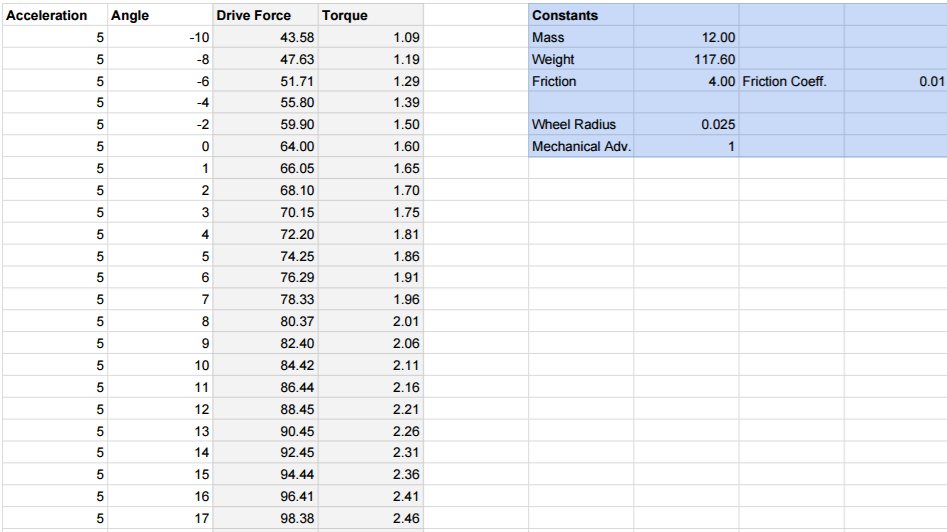 Acceleration Angle Drive Force Torque Constants
5 -10 43.58 1.09 Mass 12.00
5 -8 47.63 1.19 Weight 117.60
5 -6 51.71 1.29 Friction 4.00 Friction Coeff. 0.01
5 -4 55.80 1.39
5 -2 59.90 1.50 Wheel Radius 0.025
5 0 64.00 1.60 Mechanical Adv. 1
5 1 66.05 1.65
5 2 68.10 1.70
5 3 70.15 1.75
5 4 72.20 1.81
5 5 74.25 1.86
5 6 76.29 1.91
5 7 78.33 1.96
5 8 80.37 2.01
5 9 82.40 2.06
5 10 84.42 2.11
5 11 86.44 2.16
5 12 88.45 2.21
5 13 90.45 2.26
5 14 92.45 2.31
5 15 94.44 2.36
5 16 96.41 2.41
5 17 98.38 2.46